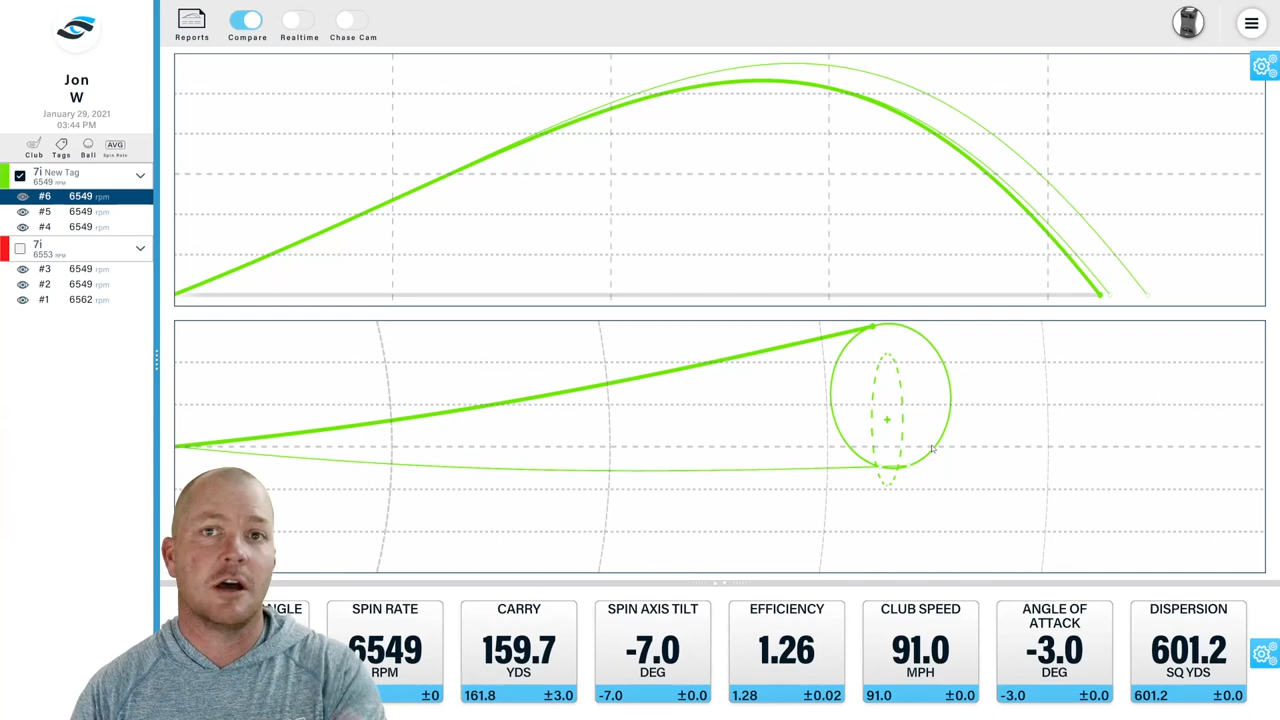 Reports
Compare
Realtime
Chase Cam
Jon
W
January 29, 2021
03:44 PM
Club
Tags
Ball
AVG
Spin Rate
7i New Tag
6549 RPM
#6 6549 rpm
#5 6549 rpm
#4 6549 rpm
7i
6553 RPM
#3 6549 rpm
#2 6549 rpm
#1 6562 rpm
SPIN RATE
6549
RPM
±0
CARRY
159.7
YDS
161.8 ±3.0
SPIN AXIS TILT
-7.0
DEG
-7.0 ±0.0
EFFICIENCY
1.26
1.28 ±0.02
CLUB SPEED
91.0
MPH
91.0 ±0.0
ANGLE OF
ATTACK
-3.0
DEG
-3.0 ±0.0
DISPERSION
601.2
SQ YDS
601.2 ±0.0